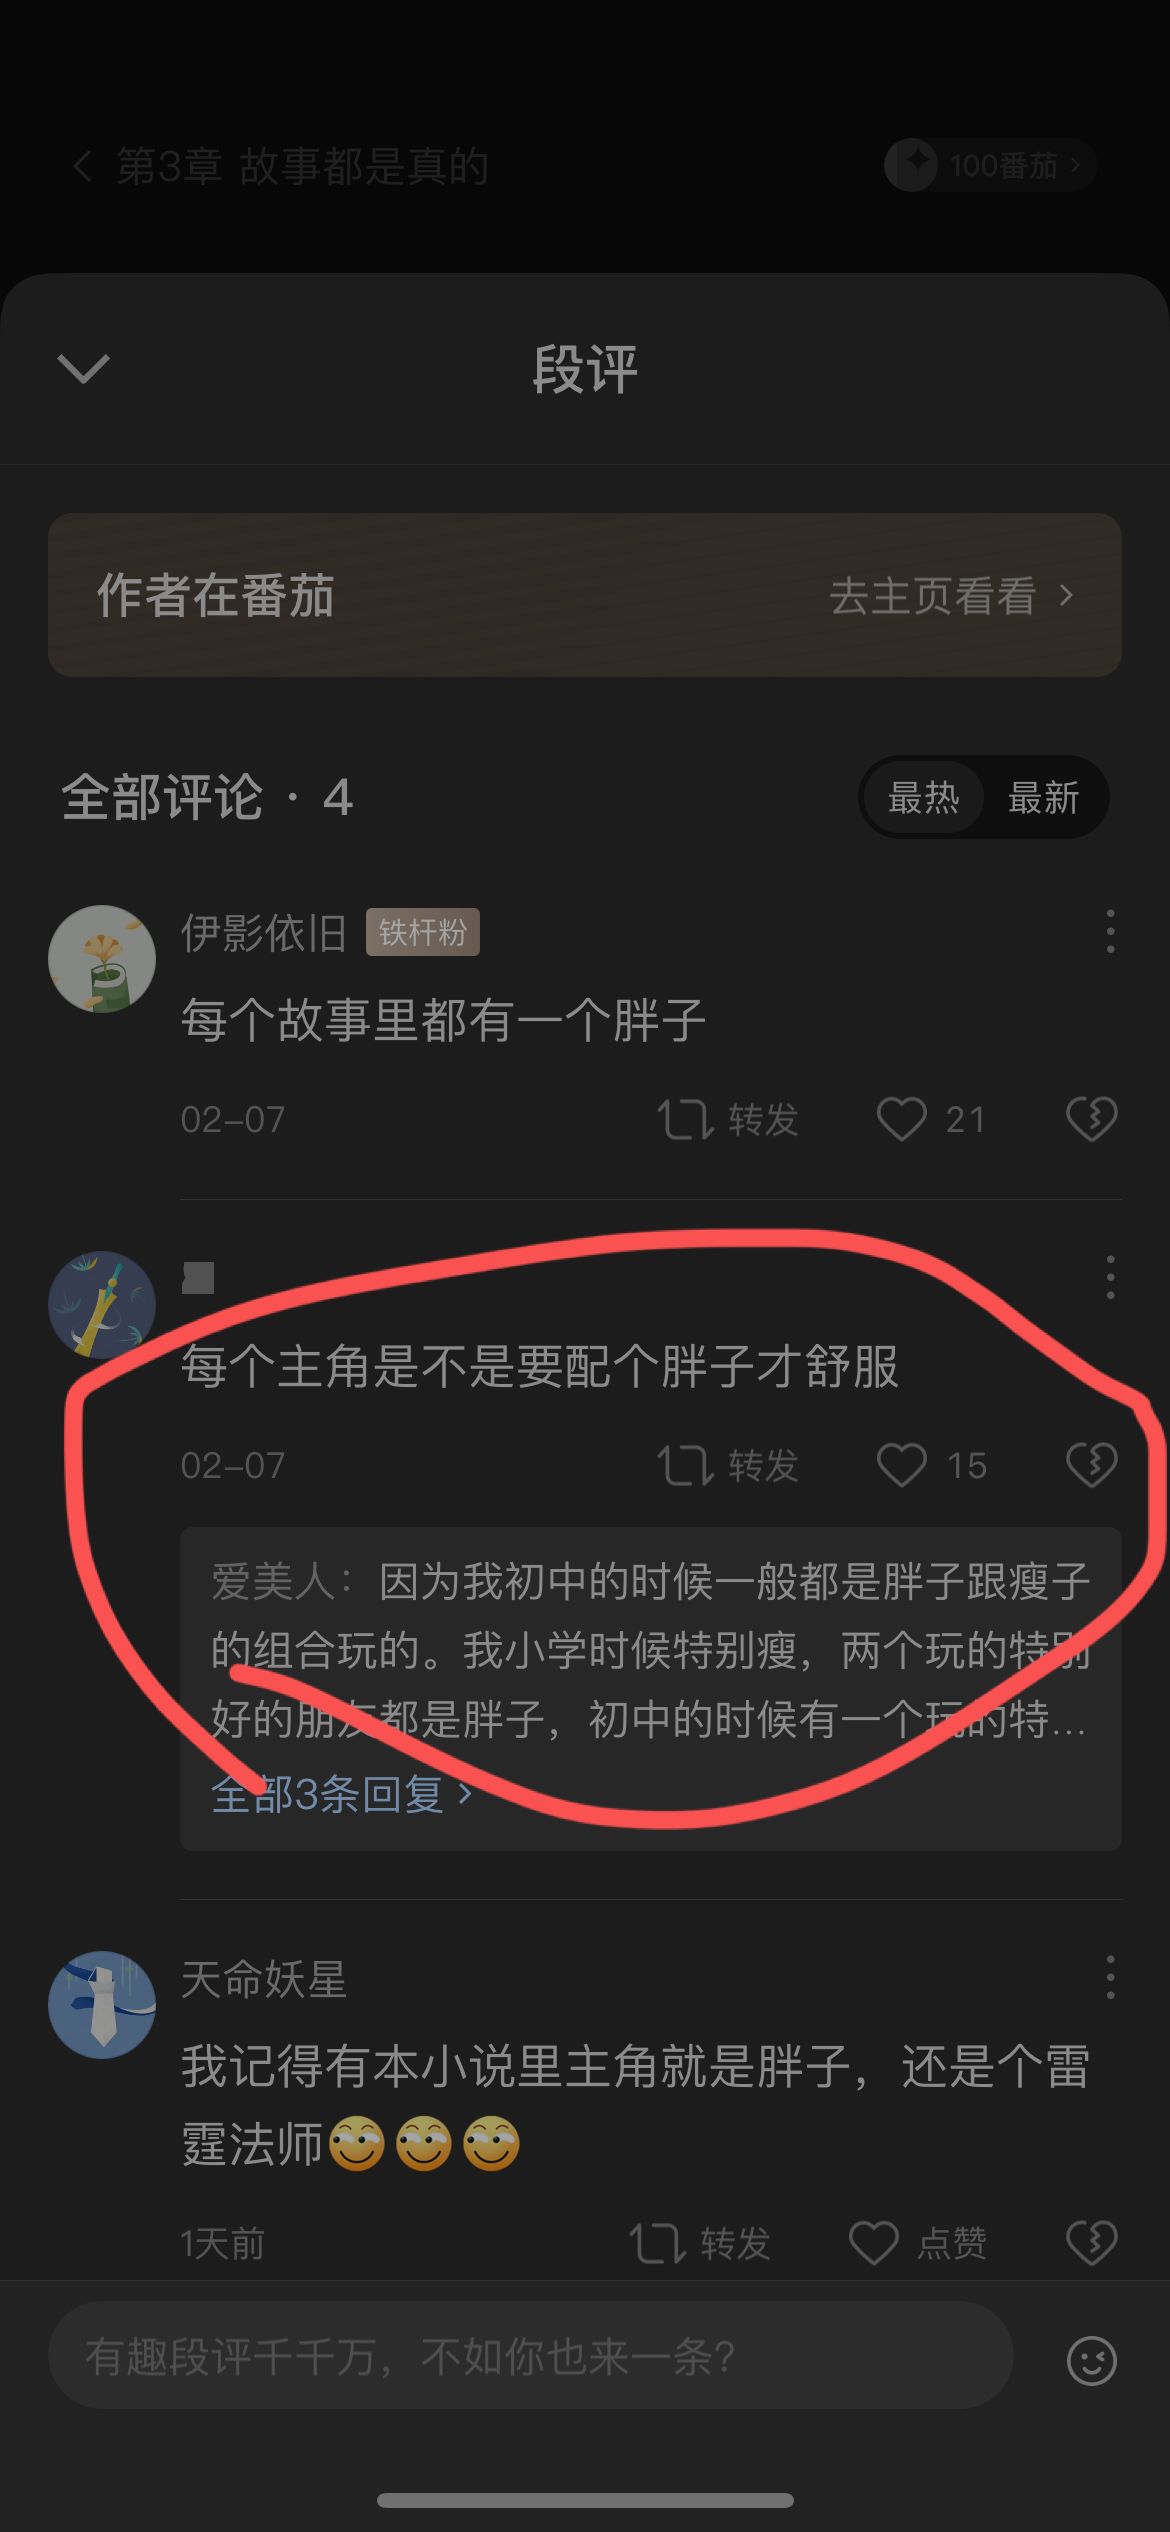 第3章 故事都是真的
100番茄
段评
作者在番茄
去主页看看
全部评论 · 4
最热 最新
伊影依旧 铁杆粉
每个故事里都有一个胖子
02-07 转发 21
每个主角是不是要配个胖子才舒服
02-07 转发 15
爱美人：因为我初中的时候一般都是胖子跟瘦子
的组合玩的。我小学时候特别瘦，两个玩的特别
好的朋友都是胖子，初中的时候有一个玩的特...
全部3条回复
天命妖星
我记得有本小说里主角就是胖子，还是个雷
霆法师
1天前 转发 点赞
有趣段评千千万，不如你也来一条?